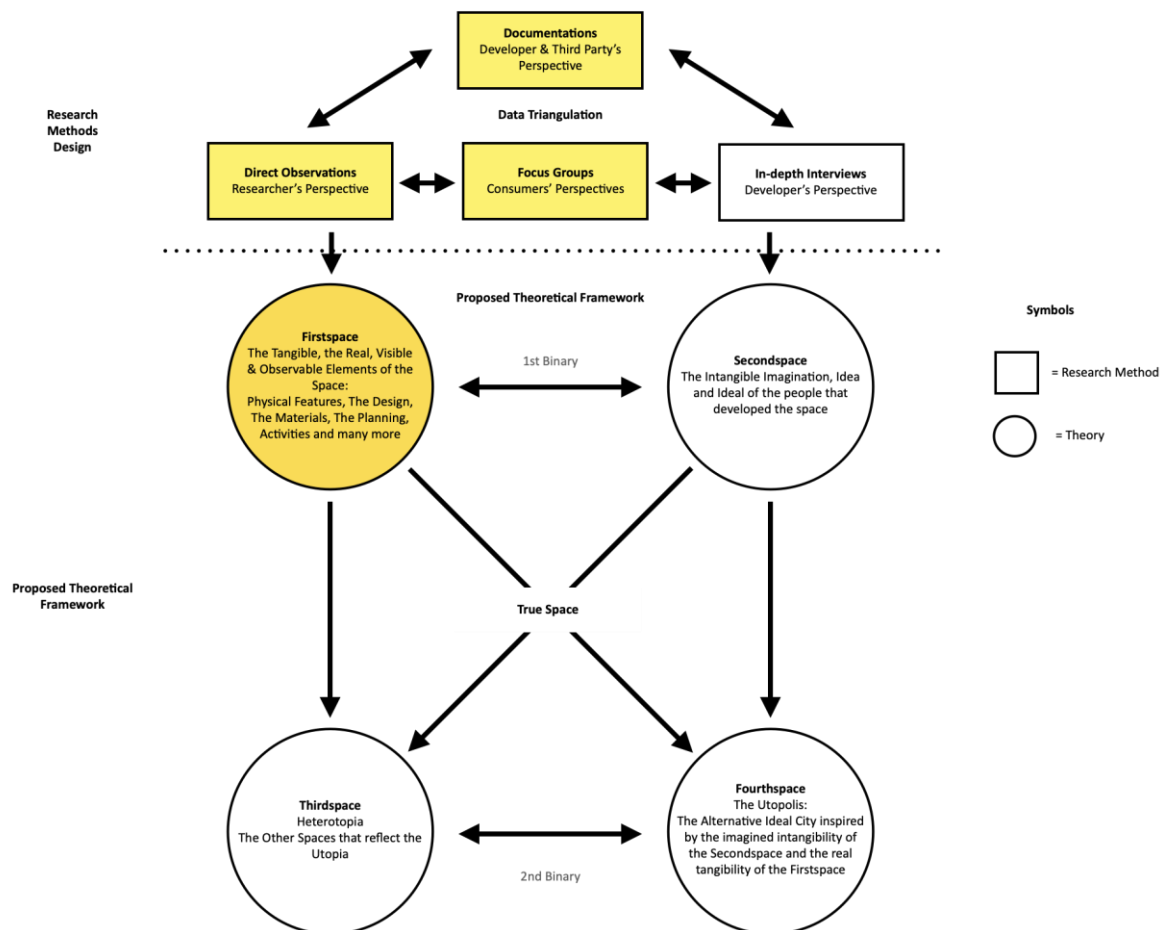 Documentations
Developer & Third Party's
Perspective
Research
Methods
Design
Data Triangulation
Direct Observations
Researcher's Perspective
Focus Groups
Consumers' Perspectives
In-depth Interviews
Developer's Perspective
Proposed Theoretical Framework
Firstspace
The Tangible, the Real, Visible
& Observable Elements of the
Space:
Physical Features, The Design,
The Materials, The Planning,
Activities and many more
1st Binary
Secondspace
The Intangible Imagination, Idea
and Ideal of the people that
developed the space
Symbols
= Research Method
= Theory
Proposed Theoretical
Framework
True Space
Thirdspace
Heterotopia
The Other Spaces that reflect the
Utopia
2nd Binary
Fourthspace
The Utopolis:
The Alternative Ideal City inspired
by the imagined intangibility of
the Secondspace and the real
tangibility of the Firstspace